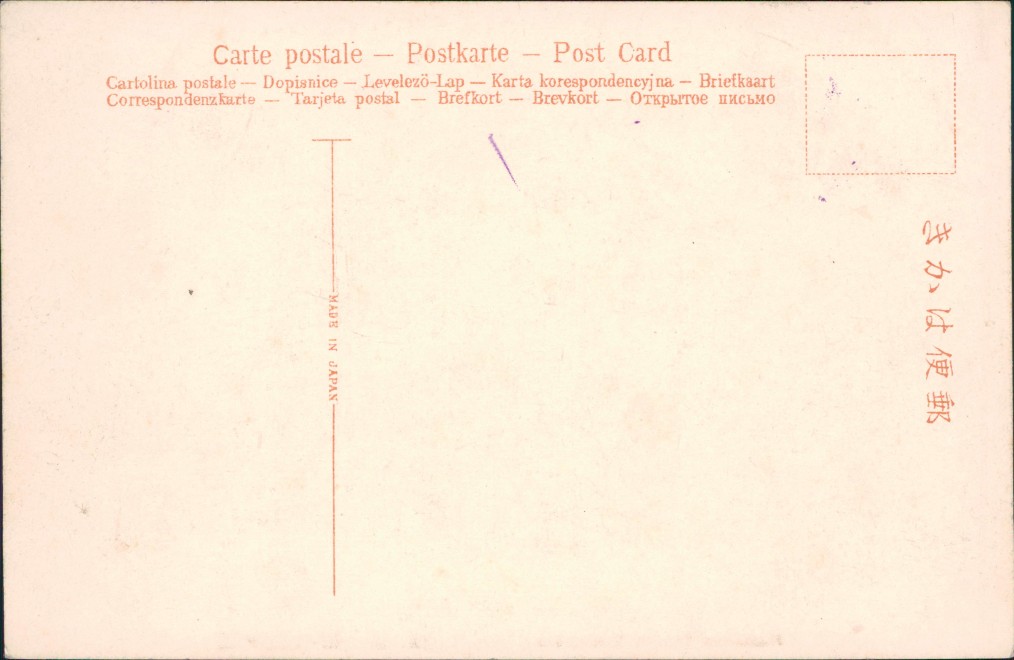 Carte postale — Postkarte — Post Card
Cartolina postale — Dopisnice — Levelezö-Lap — Karta korespondencyjna — Briefkaart
Correspondenzkarte — Tarjeta postal — Brefkort — Brevkort — Открытое письмо
MADE IN JAPAN
きかは便郵